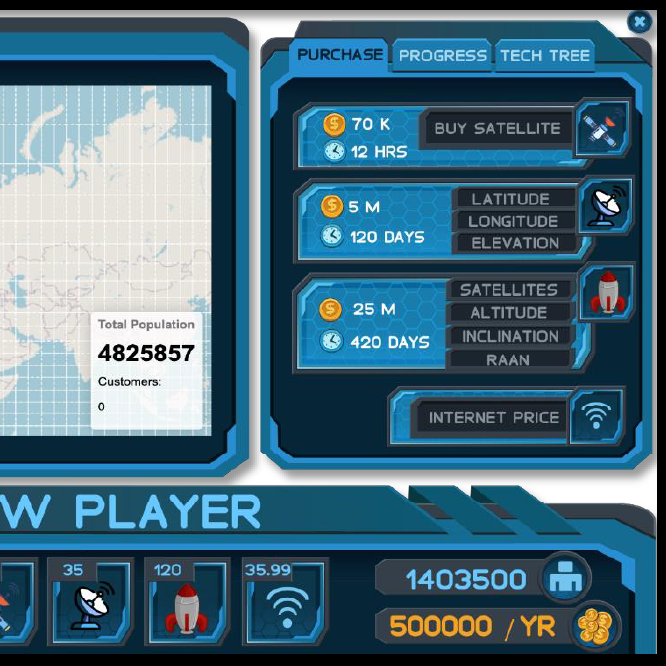 PURCHASE
PROGRESS
TECH TREE
70 K
12 HRS
BUY SATELLITE
5 M
120 DAYS
LATITUDE
LONGITUDE
ELEVATION
25 M
420 DAYS
SATELLITES
ALTITUDE
INCLINATION
RAAN
INTERNET PRICE
Total Population
4825857
Customers:
0
W PLAYER
35
120
35.99
1403500
500000 / YR